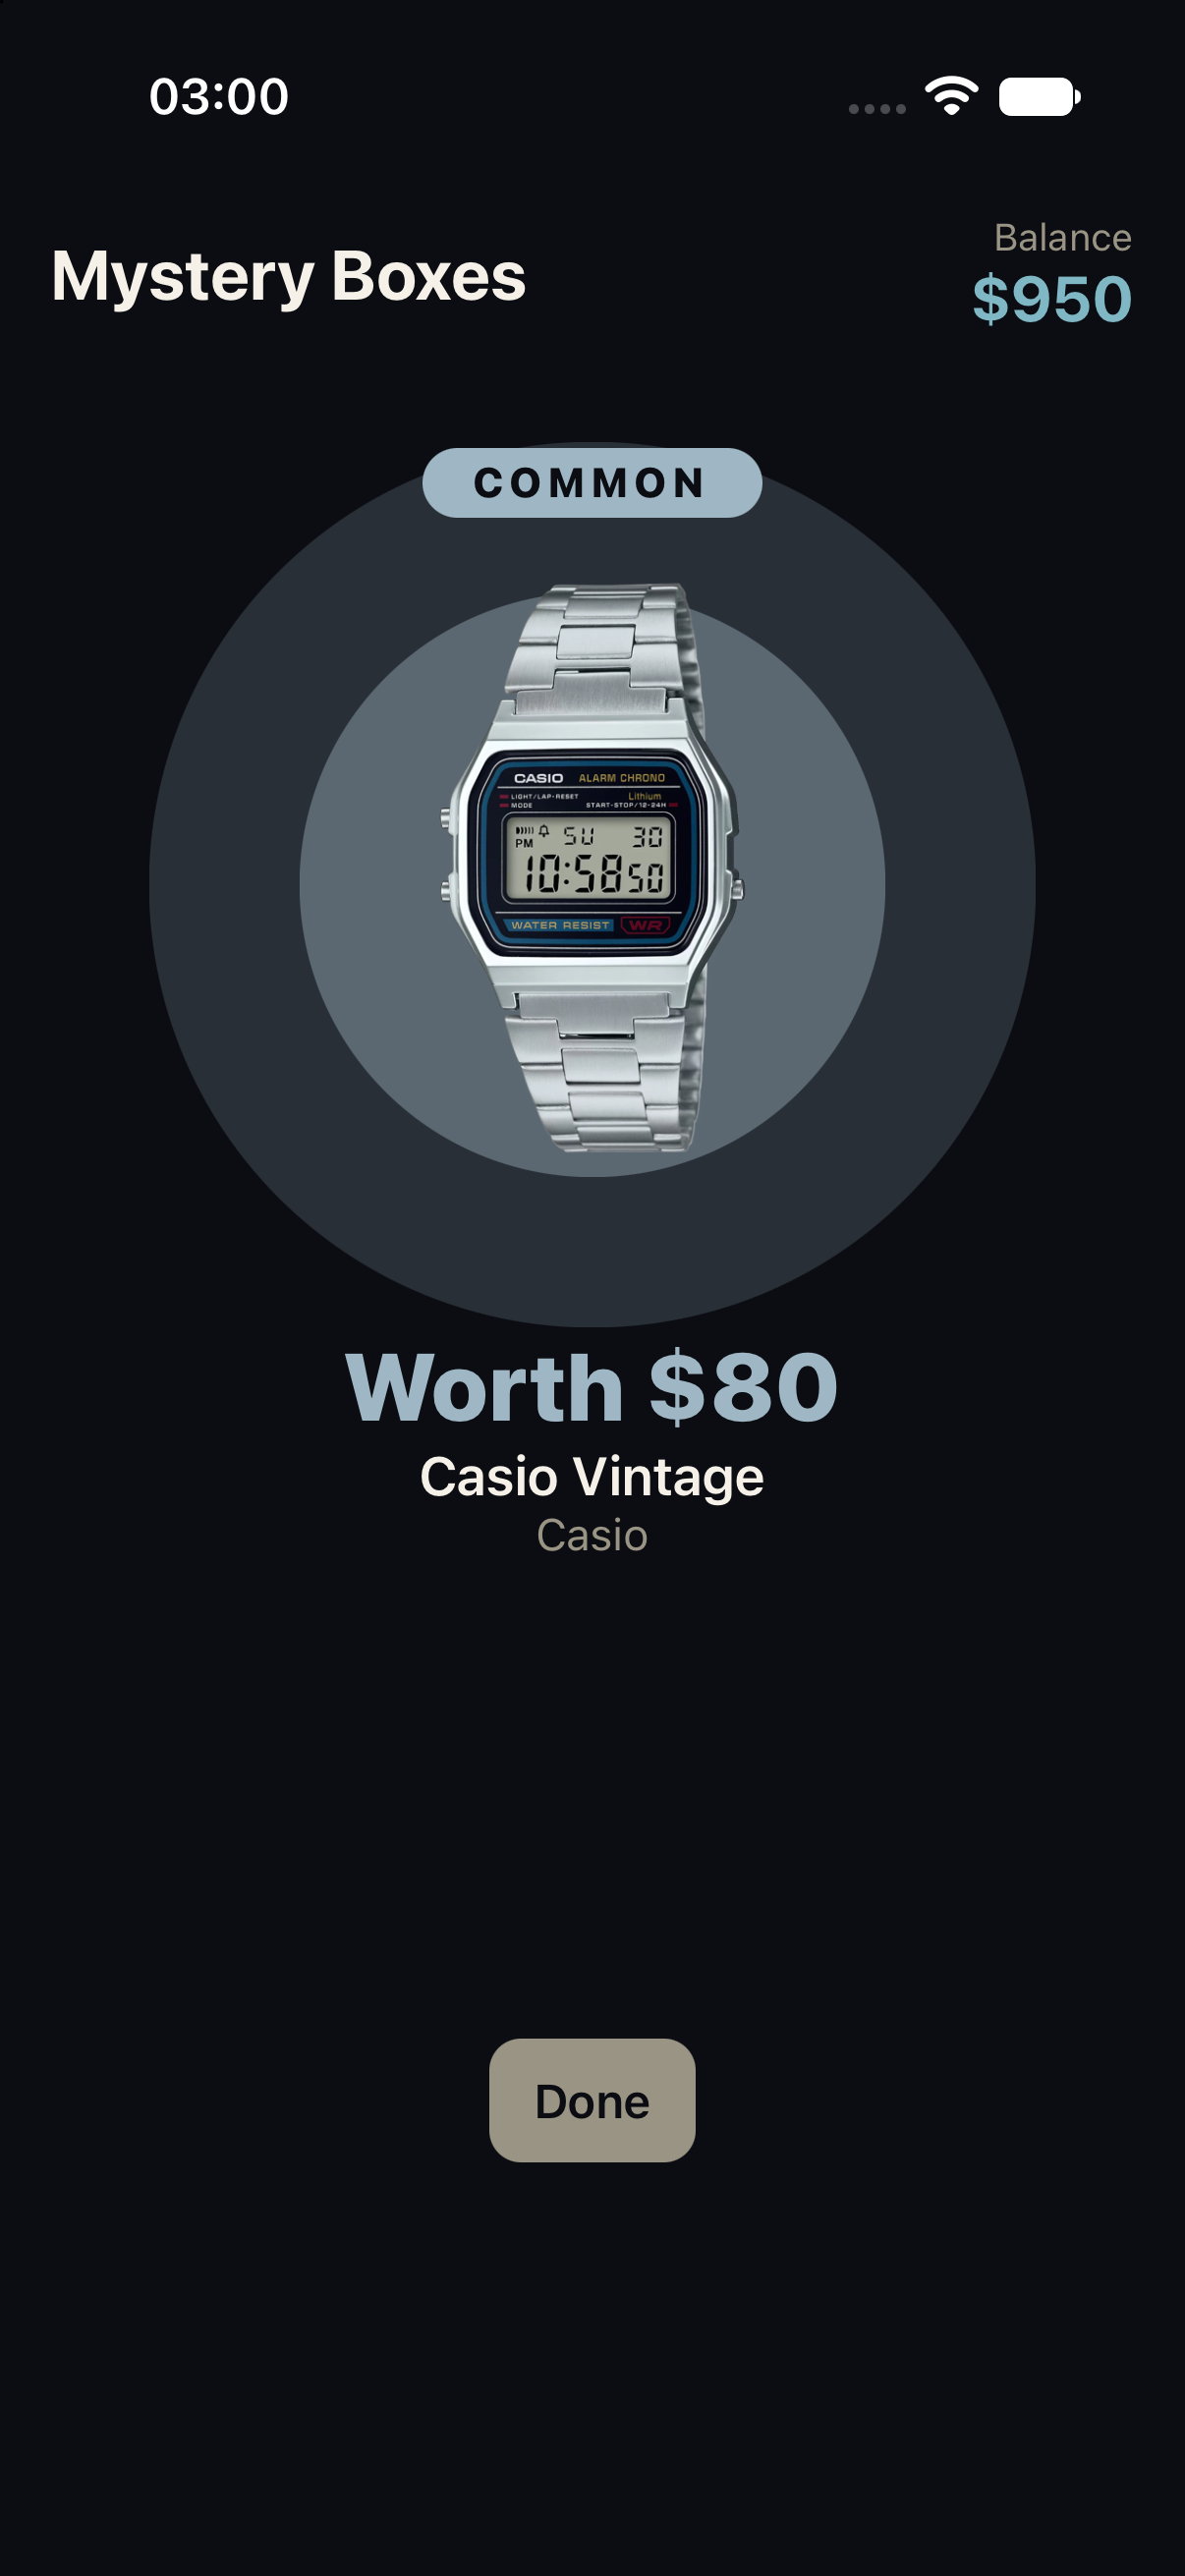 03:00
Mystery Boxes
Balance
$950
COMMON
CASIO ALARM CHRONO
LIGHT/LAP-RESET Lithium
MODE START-STOP/12-24H
PM SU 30
10:58 50
WATER RESIST WR
Worth $80
Casio Vintage
Casio
Done